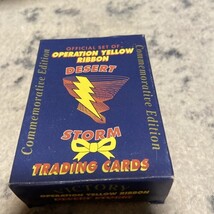 OFFICIAL SET OF...
OPERATION YELLOW
RIBBON
DESERT
STORM
TRADING CARDS
Commemorative Edition
Commemorative Edition
VICTORY
OPERATION YELLOW RIBBON
DESERT STORM